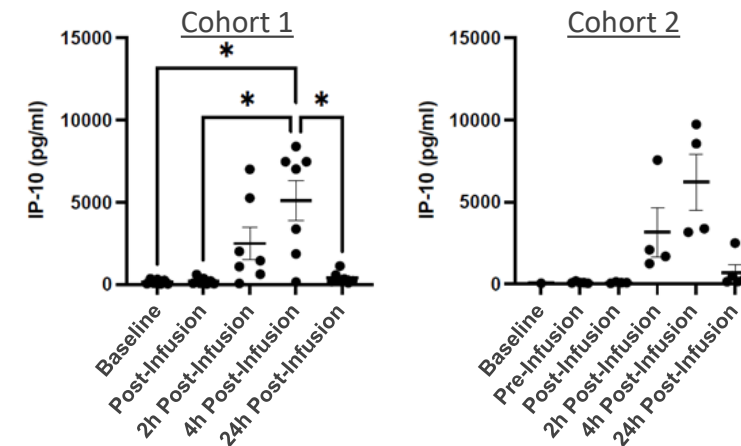 Cohort 1
15000
10000
5000
0
IP-10 (pg/ml)
*
*
*
Baseline
Post-Infusion
2h Post-Infusion
4h Post-Infusion
24h Post-Infusion
Cohort 2
15000
10000
5000
0
IP-10 (pg/ml)
Baseline
Pre-Infusion
Post-Infusion
2h Post-Infusion
4h Post-Infusion
24h Post-Infusion